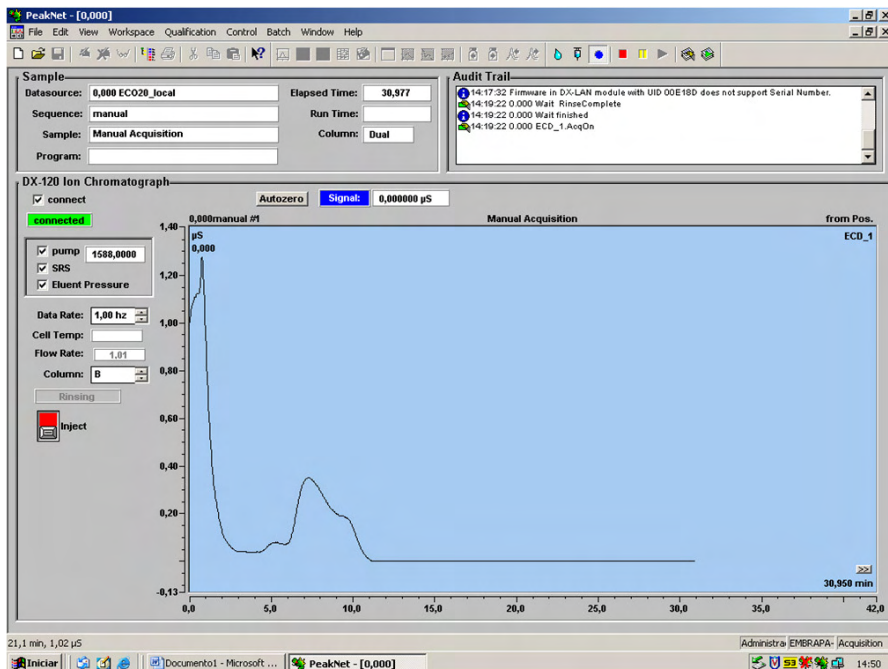 PeakNet - [0,000]
File Edit View Workspace Qualification Control Batch Window Help
Sample
Datasource: 0,000 ECO20_local
Elapsed Time: 30,977
Sequence: manual
Run Time:
Sample: Manual Acquisition
Column: Dual
Program:
Audit Trail
14:17:32 Firmware in DX-LAN module with UID 00E18D does not support Serial Number.
14:19:22 0.000 Wait RinseComplete
14:19:22 0.000 Wait finished
14:19:22 0.000 ECD_1.AcqOn
DX-120 Ion Chromatograph
connect
Autozero Signal: 0,000000 µS
connected
0,000manual #1 Manual Acquisition from Pos.
1,40
µS ECD_1
0,000
pump 1588,0000
SRS
Eluent Pressure
1,20
Data Rate: 1,00 hz
1,00
Cell Temp:
Flow Rate: 1,01
Column: B
0,80
Rinsing
Inject
0,60
0,40
0,20
>>
30,950 min
-0,13
0,0 5,0 10,0 15,0 20,0 25,0 30,0 35,0 42,0
21,1 min, 1,02 µS
Administra EMBRAPA- Acquisition
Iniciar Documento1 - Microsoft ... PeakNet - [0,000] S3 14:50